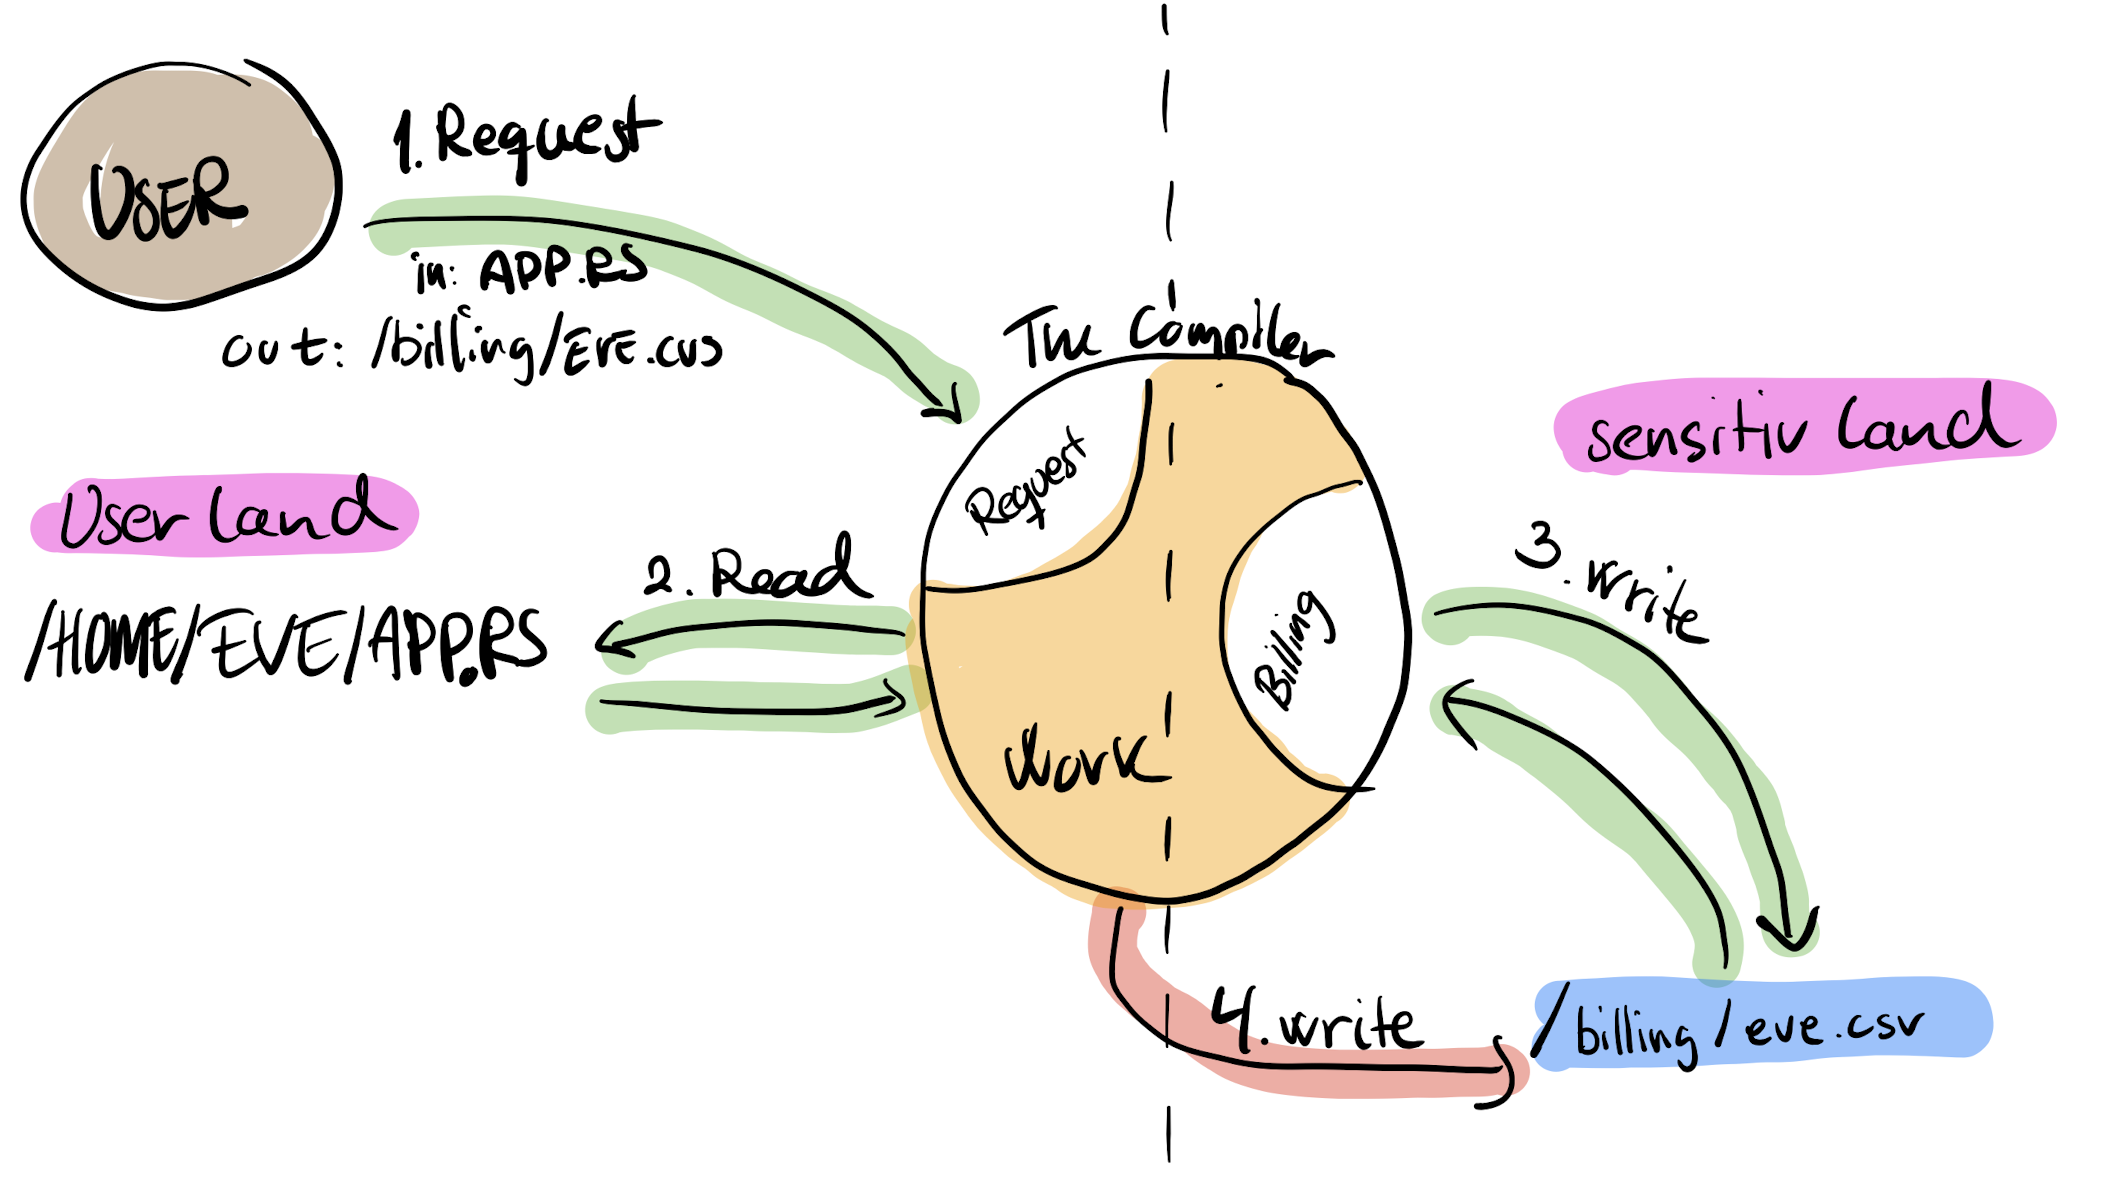 USER
1. Request
in: APP.RS
out: /billing/EVE.cvs
The Compiler
sensitiv land
User land
Request
2. Read
3. write
/HOME/EVE/APP.RS
Billing
Work
4. write
/billing/eve.csv